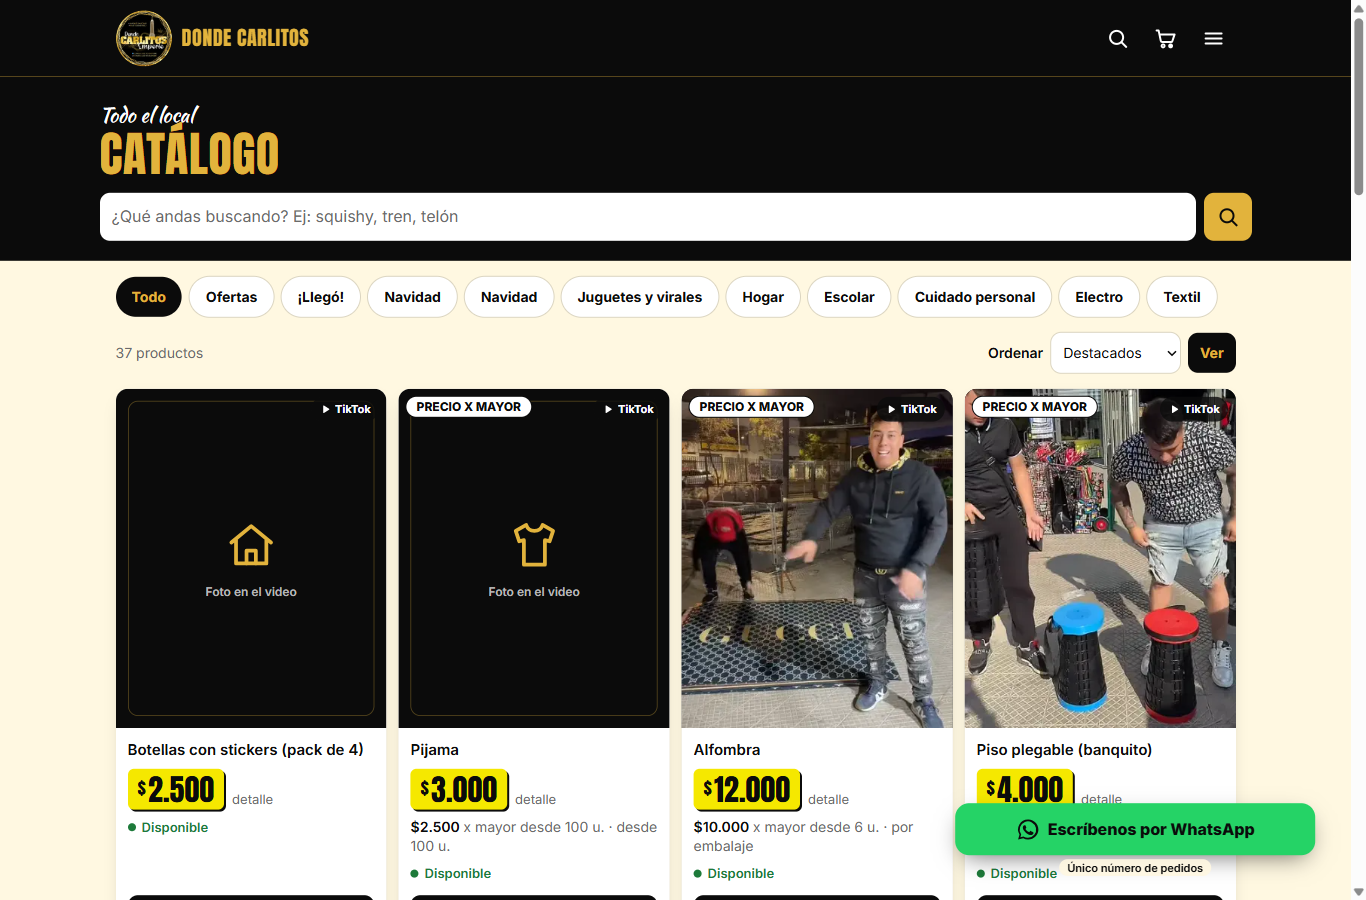 Donde
CARLITOS
Emporio
DONDE CARLITOS
Todo el local
CATÁLOGO
¿Qué andas buscando? Ej: squishy, tren, telón
Todo
Ofertas
¡Llegó!
Navidad
Navidad
Juguetes y virales
Hogar
Escolar
Cuidado personal
Electro
Textil
37 productos
Ordenar
Destacados
Ver
TikTok
Foto en el video
Botellas con stickers (pack de 4)
$2.500 detalle
Disponible
PRECIO X MAYOR
TikTok
Foto en el video
Pijama
$3.000 detalle
$2.500 x mayor desde 100 u. · desde
100 u.
Disponible
PRECIO X MAYOR
TikTok
GUCCI
Alfombra
$12.000 detalle
$10.000 x mayor desde 6 u. · por
embalaje
Disponible
PRECIO X MAYOR
TikTok
Piso plegable (banquito)
$4.000 detalle
Disponible
Escríbenos por WhatsApp
Único número de pedidos